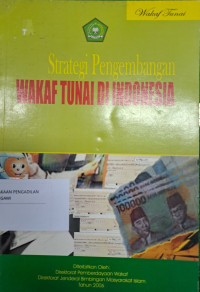 Wakaf Tunai
Strategi Pengembangan
WAKAF TUNAI DI INDONESIA
100000
Diterbitkan Oleh:
Direktorat Pemberdayaan Wakaf
Direktorat Jenderal Bimbingan Masyarakat Islam
Tahun 2006